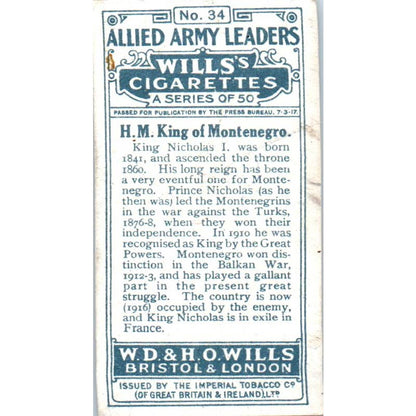 No. 34
ALLIED ARMY LEADERS
WILLS's
CIGARETTES
A SERIES OF 50
PASSED FOR PUBLICATION BY THE PRESS BUREAU. 7-3-17.
H.M. King of Montenegro.
King Nicholas I. was born
1841, and ascended the throne
1860. His long reign has been
a very eventful one for Monte-
negro. Prince Nicholas (as he
then was) led the Montenegrins
in the war against the Turks,
1876-8, when they won their
independence. In 1910 he was
recognised as King by the Great
Powers. Montenegro won dis-
tinction in the Balkan War,
1912-3, and has played a gallant
part in the present great
struggle. The country is now
(1916) occupied by the enemy,
and King Nicholas is in exile in
France.
W.D. & H.O. WILLS
BRISTOL & LONDON
ISSUED BY THE IMPERIAL TOBACCO Co
(OF GREAT BRITAIN & IRELAND), LTD